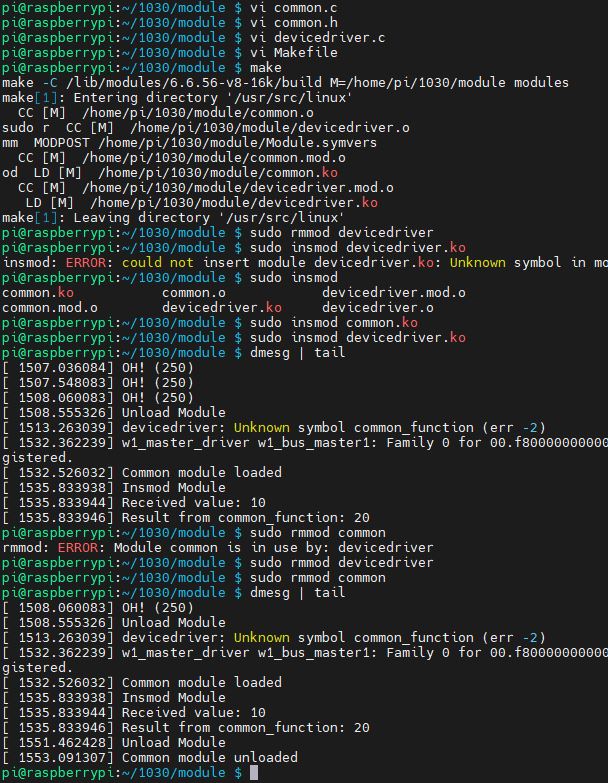 pi@raspberrypi:~/1030/module $ vi common.c
pi@raspberrypi:~/1030/module $ vi common.h
pi@raspberrypi:~/1030/module $ vi devicedriver.c
pi@raspberrypi:~/1030/module $ vi Makefile
pi@raspberrypi:~/1030/module $ make
make -C /lib/modules/6.6.56-v8-16k/build M=/home/pi/1030/module modules
make[1]: Entering directory '/usr/src/linux'
  CC [M]  /home/pi/1030/module/common.o
sudo r  CC [M]  /home/pi/1030/module/devicedriver.o
mm  MODPOST /home/pi/1030/module/Module.symvers
  CC [M]  /home/pi/1030/module/common.mod.o
od  LD [M]  /home/pi/1030/module/common.ko
  CC [M]  /home/pi/1030/module/devicedriver.mod.o
   LD [M]  /home/pi/1030/module/devicedriver.ko
make[1]: Leaving directory '/usr/src/linux'
pi@raspberrypi:~/1030/module $ sudo rmmod devicedriver
pi@raspberrypi:~/1030/module $ sudo insmod devicedriver.ko
insmod: ERROR: could not insert module devicedriver.ko: Unknown symbol in mo
pi@raspberrypi:~/1030/module $ sudo insmod
common.ko           common.o            devicedriver.mod.o
common.mod.o        devicedriver.ko     devicedriver.o
pi@raspberrypi:~/1030/module $ sudo insmod common.ko
pi@raspberrypi:~/1030/module $ sudo insmod devicedriver.ko
pi@raspberrypi:~/1030/module $ dmesg | tail
[ 1507.036084] OH! (250)
[ 1507.548083] OH! (250)
[ 1508.060083] OH! (250)
[ 1508.555326] Unload Module
[ 1513.263039] devicedriver: Unknown symbol common_function (err -2)
[ 1532.362239] w1_master_driver w1_bus_master1: Family 0 for 00.f80000000000
gistered.
[ 1532.526032] Common module loaded
[ 1535.833938] Insmod Module
[ 1535.833944] Received value: 10
[ 1535.833946] Result from common_function: 20
pi@raspberrypi:~/1030/module $ sudo rmmod common
rmmod: ERROR: Module common is in use by: devicedriver
pi@raspberrypi:~/1030/module $ sudo rmmod devicedriver
pi@raspberrypi:~/1030/module $ sudo rmmod common
pi@raspberrypi:~/1030/module $ dmesg | tail
[ 1508.060083] OH! (250)
[ 1508.555326] Unload Module
[ 1513.263039] devicedriver: Unknown symbol common_function (err -2)
[ 1532.362239] w1_master_driver w1_bus_master1: Family 0 for 00.f80000000000
gistered.
[ 1532.526032] Common module loaded
[ 1535.833938] Insmod Module
[ 1535.833944] Received value: 10
[ 1535.833946] Result from common_function: 20
[ 1551.462428] Unload Module
[ 1553.091307] Common module unloaded
pi@raspberrypi:~/1030/module $